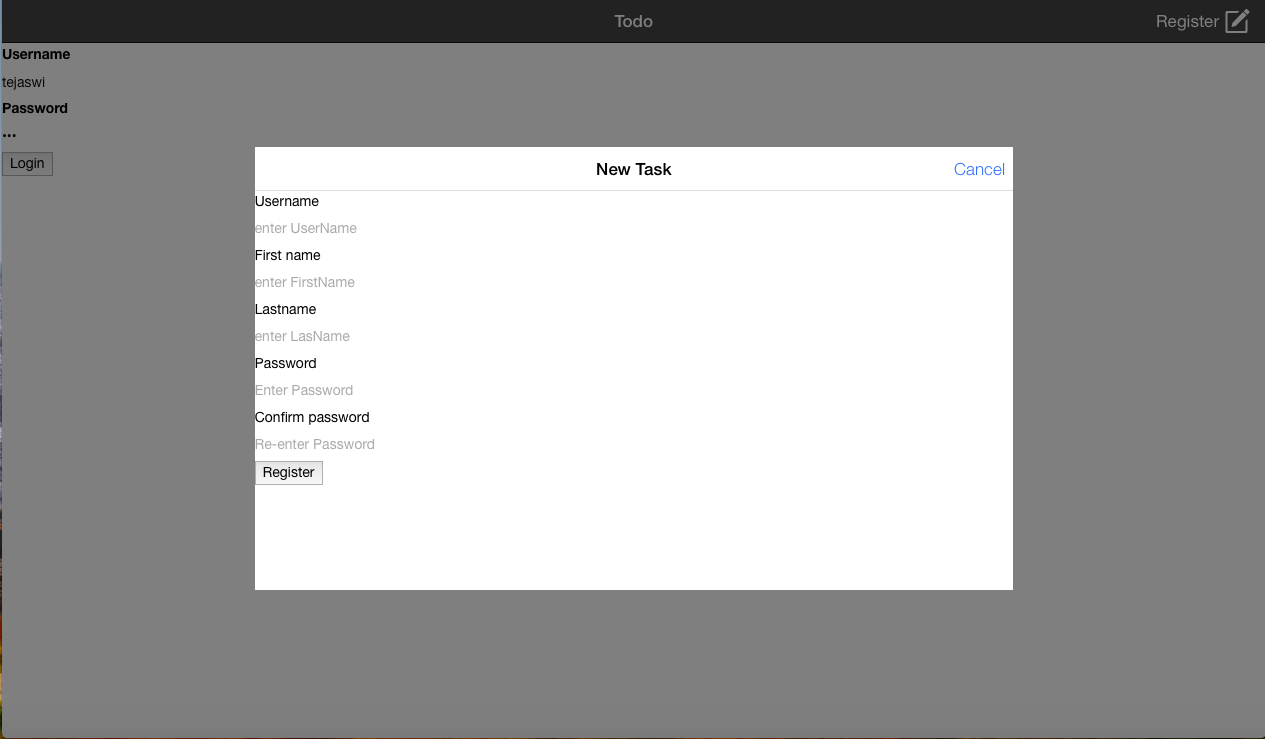 Todo
Register
Username
tejaswi
Password
•••
Login
New Task
Cancel
Username
enter UserName
First name
enter FirstName
Lastname
enter LasName
Password
Enter Password
Confirm password
Re-enter Password
Register